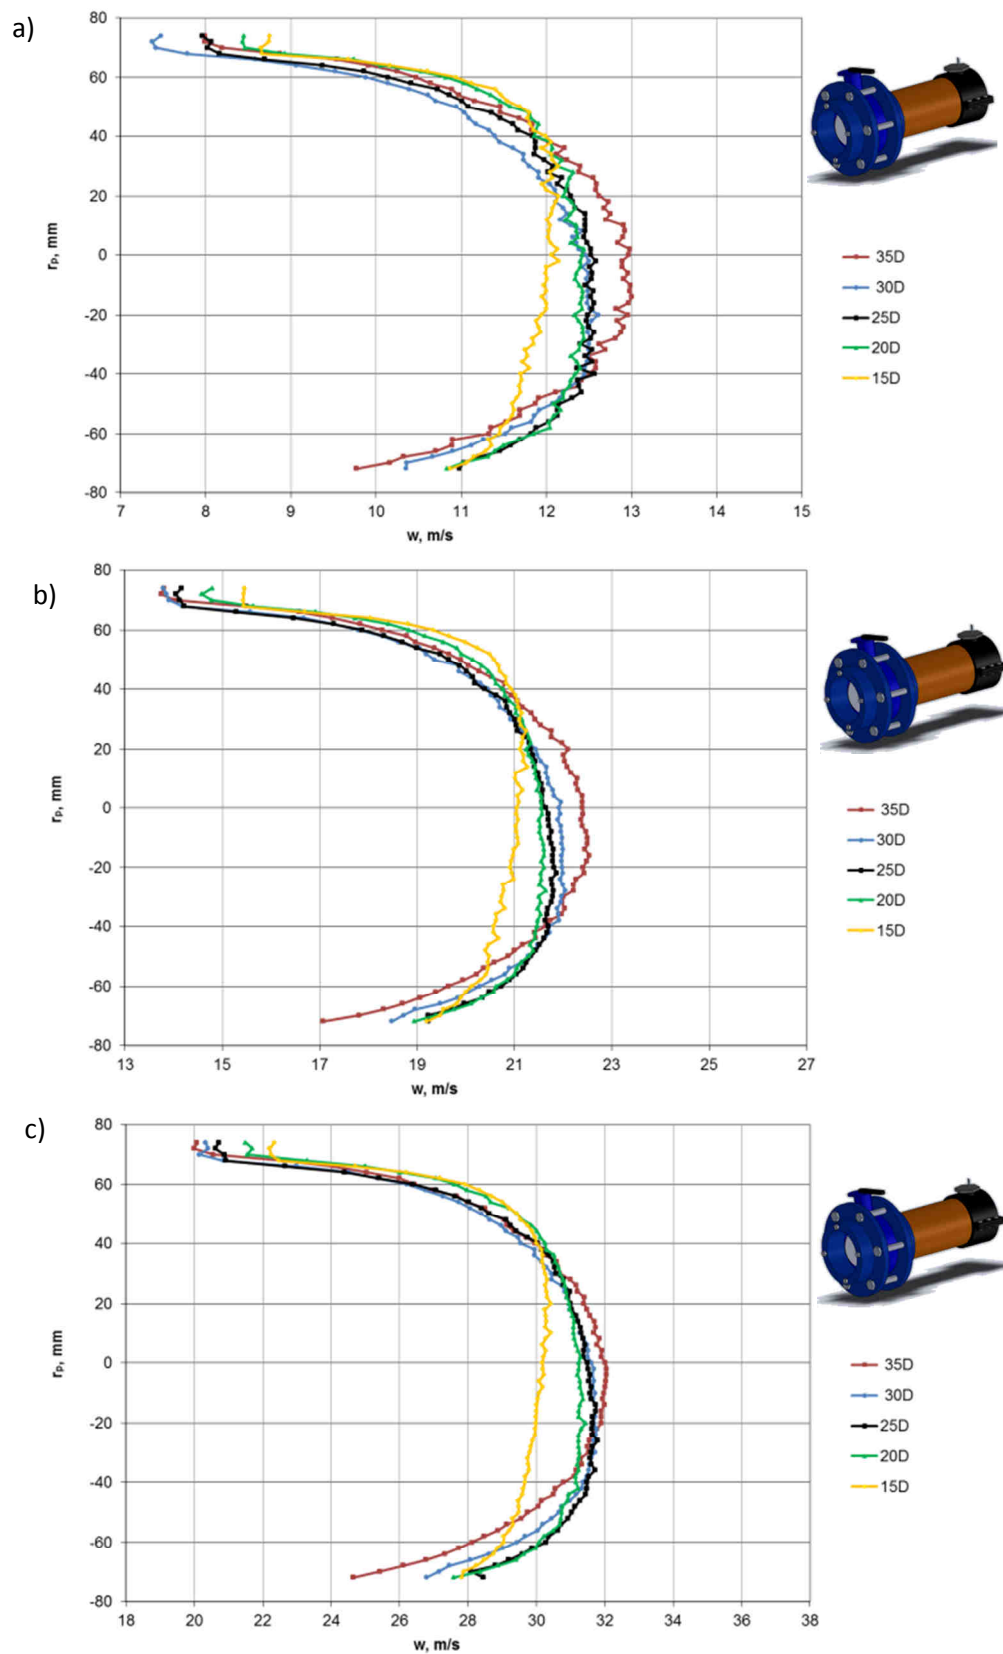 a)
80
60
40
20
0
-20
-40
-60
-80
rₚ, mm
7 8 9 10 11 12 13 14 15
w, m/s
35D
30D
25D
20D
15D
b)
80
60
40
20
0
-20
-40
-60
-80
rₚ, mm
13 15 17 19 21 23 25 27
w, m/s
35D
30D
25D
20D
15D
c)
80
60
40
20
0
-20
-40
-60
-80
rₚ, mm
18 20 22 24 26 28 30 32 34 36 38
w, m/s
35D
30D
25D
20D
15D